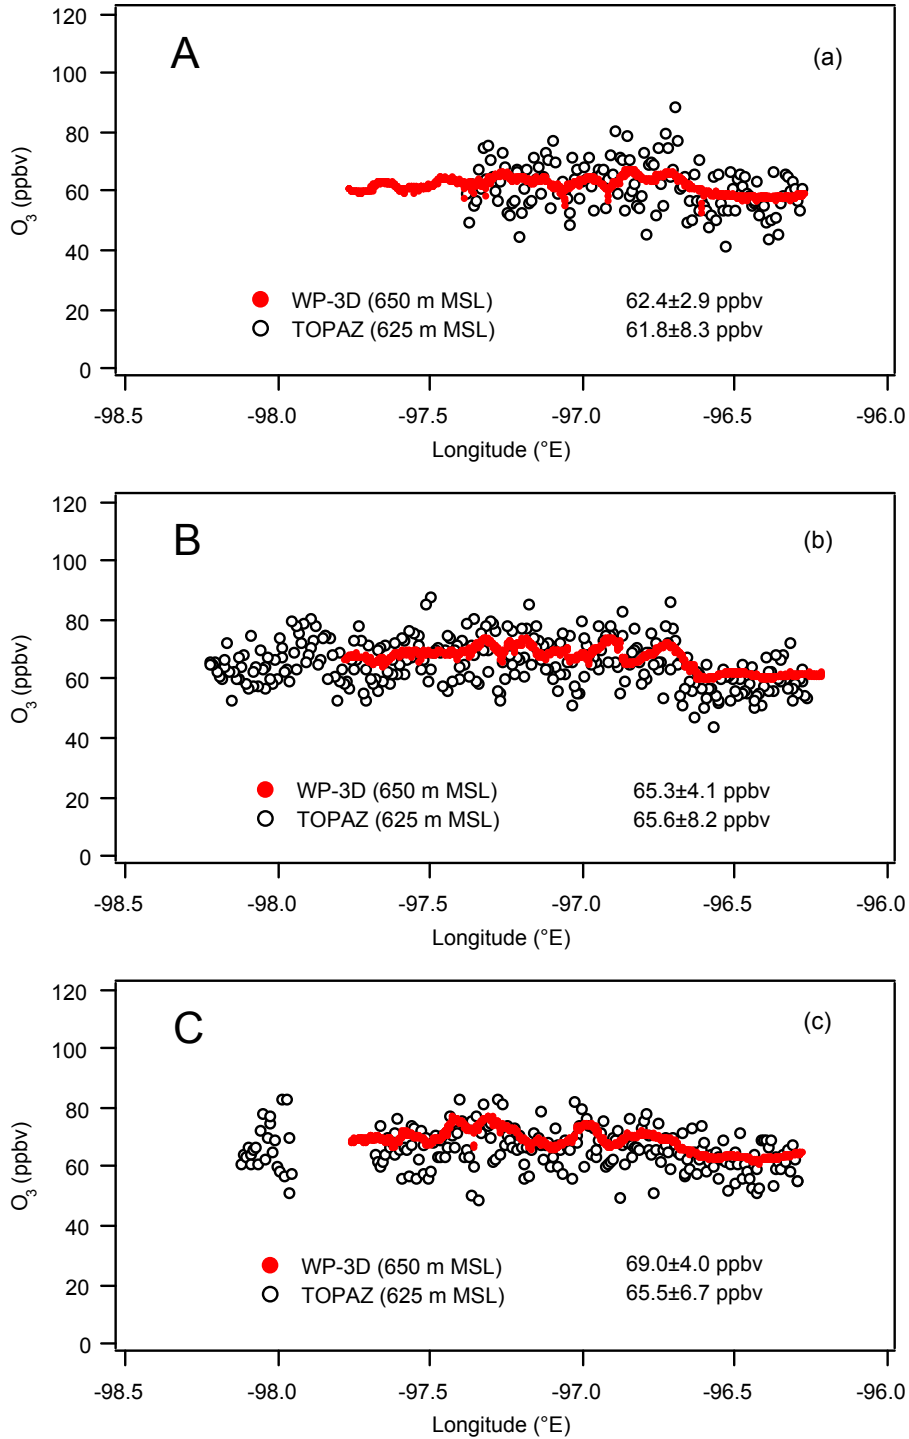 120
A
(a)
100
80
60
40
20
0
O3 (ppbv)
WP-3D (650 m MSL) 62.4±2.9 ppbv
TOPAZ (625 m MSL) 61.8±8.3 ppbv
-98.5 -98.0 -97.5 -97.0 -96.5 -96.0
Longitude (°E)
120
B
(b)
100
80
60
40
20
0
O3 (ppbv)
WP-3D (650 m MSL) 65.3±4.1 ppbv
TOPAZ (625 m MSL) 65.6±8.2 ppbv
-98.5 -98.0 -97.5 -97.0 -96.5 -96.0
Longitude (°E)
120
C
(c)
100
80
60
40
20
0
O3 (ppbv)
WP-3D (650 m MSL) 69.0±4.0 ppbv
TOPAZ (625 m MSL) 65.5±6.7 ppbv
-98.5 -98.0 -97.5 -97.0 -96.5 -96.0
Longitude (°E)